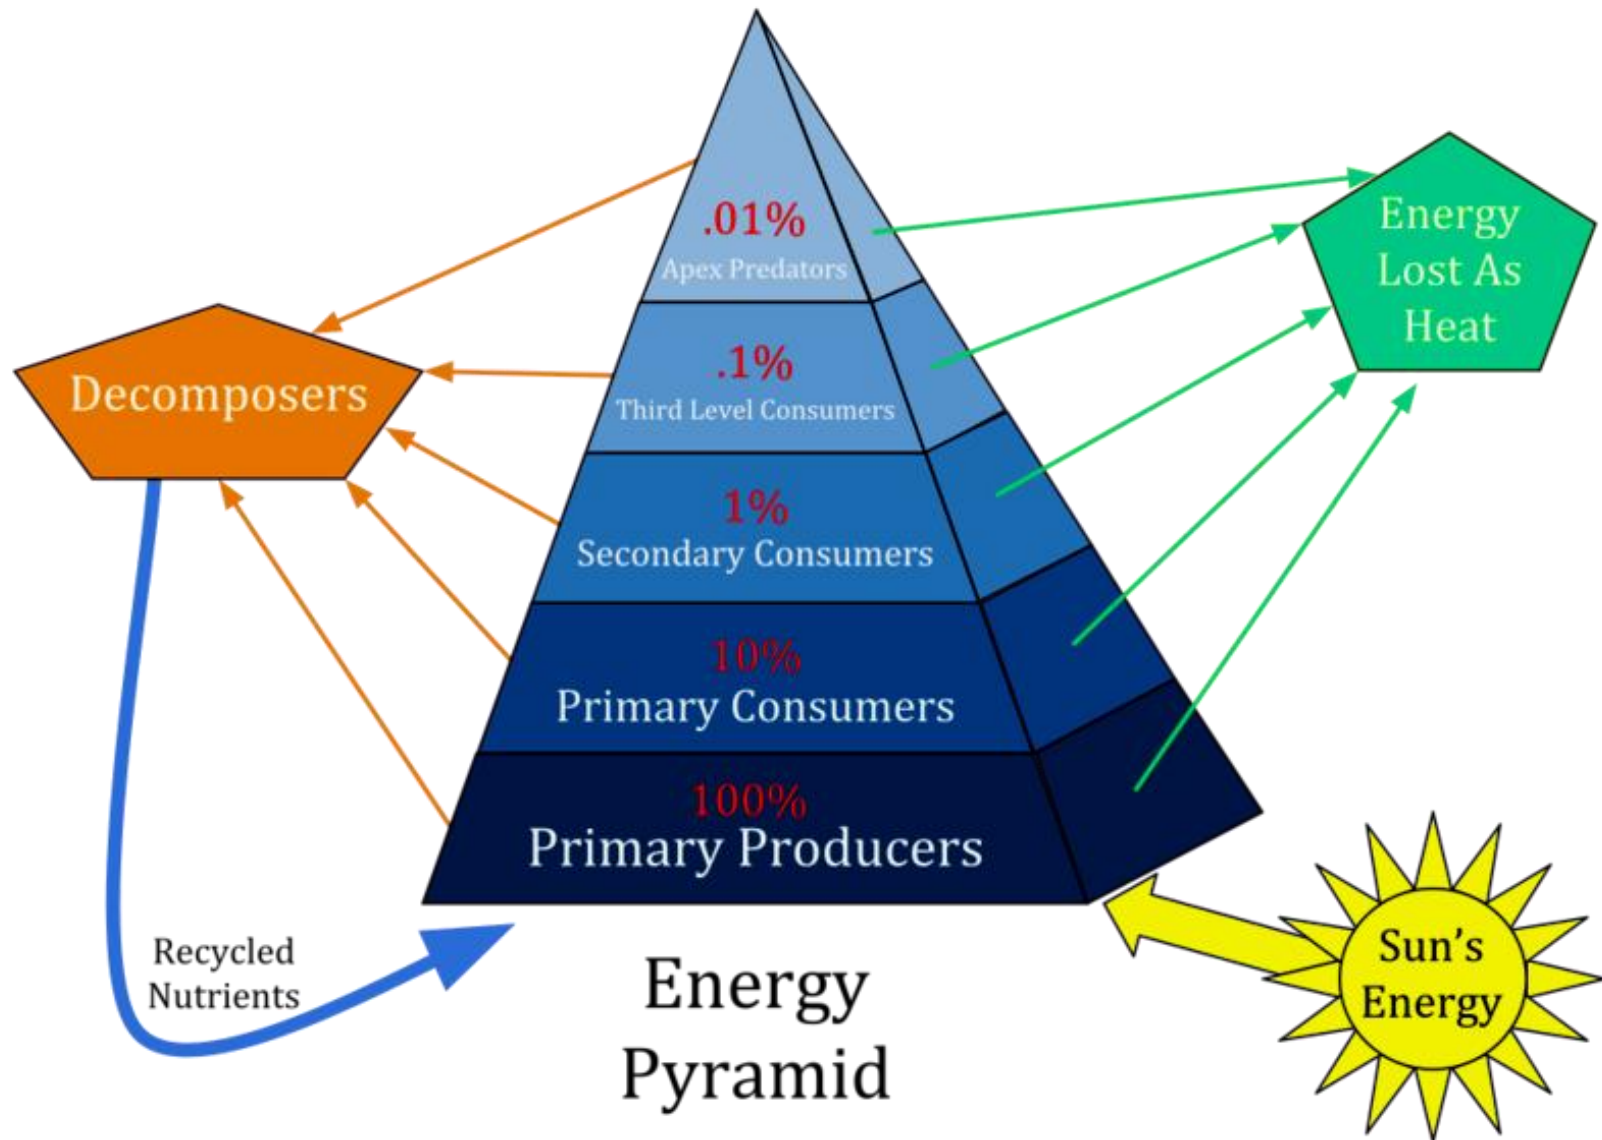 .01%
Apex Predators
.1%
Third Level Consumers
1%
Secondary Consumers
10%
Primary Consumers
100%
Primary Producers
Decomposers
Energy
Lost As
Heat
Recycled
Nutrients
Sun's
Energy
Energy
Pyramid